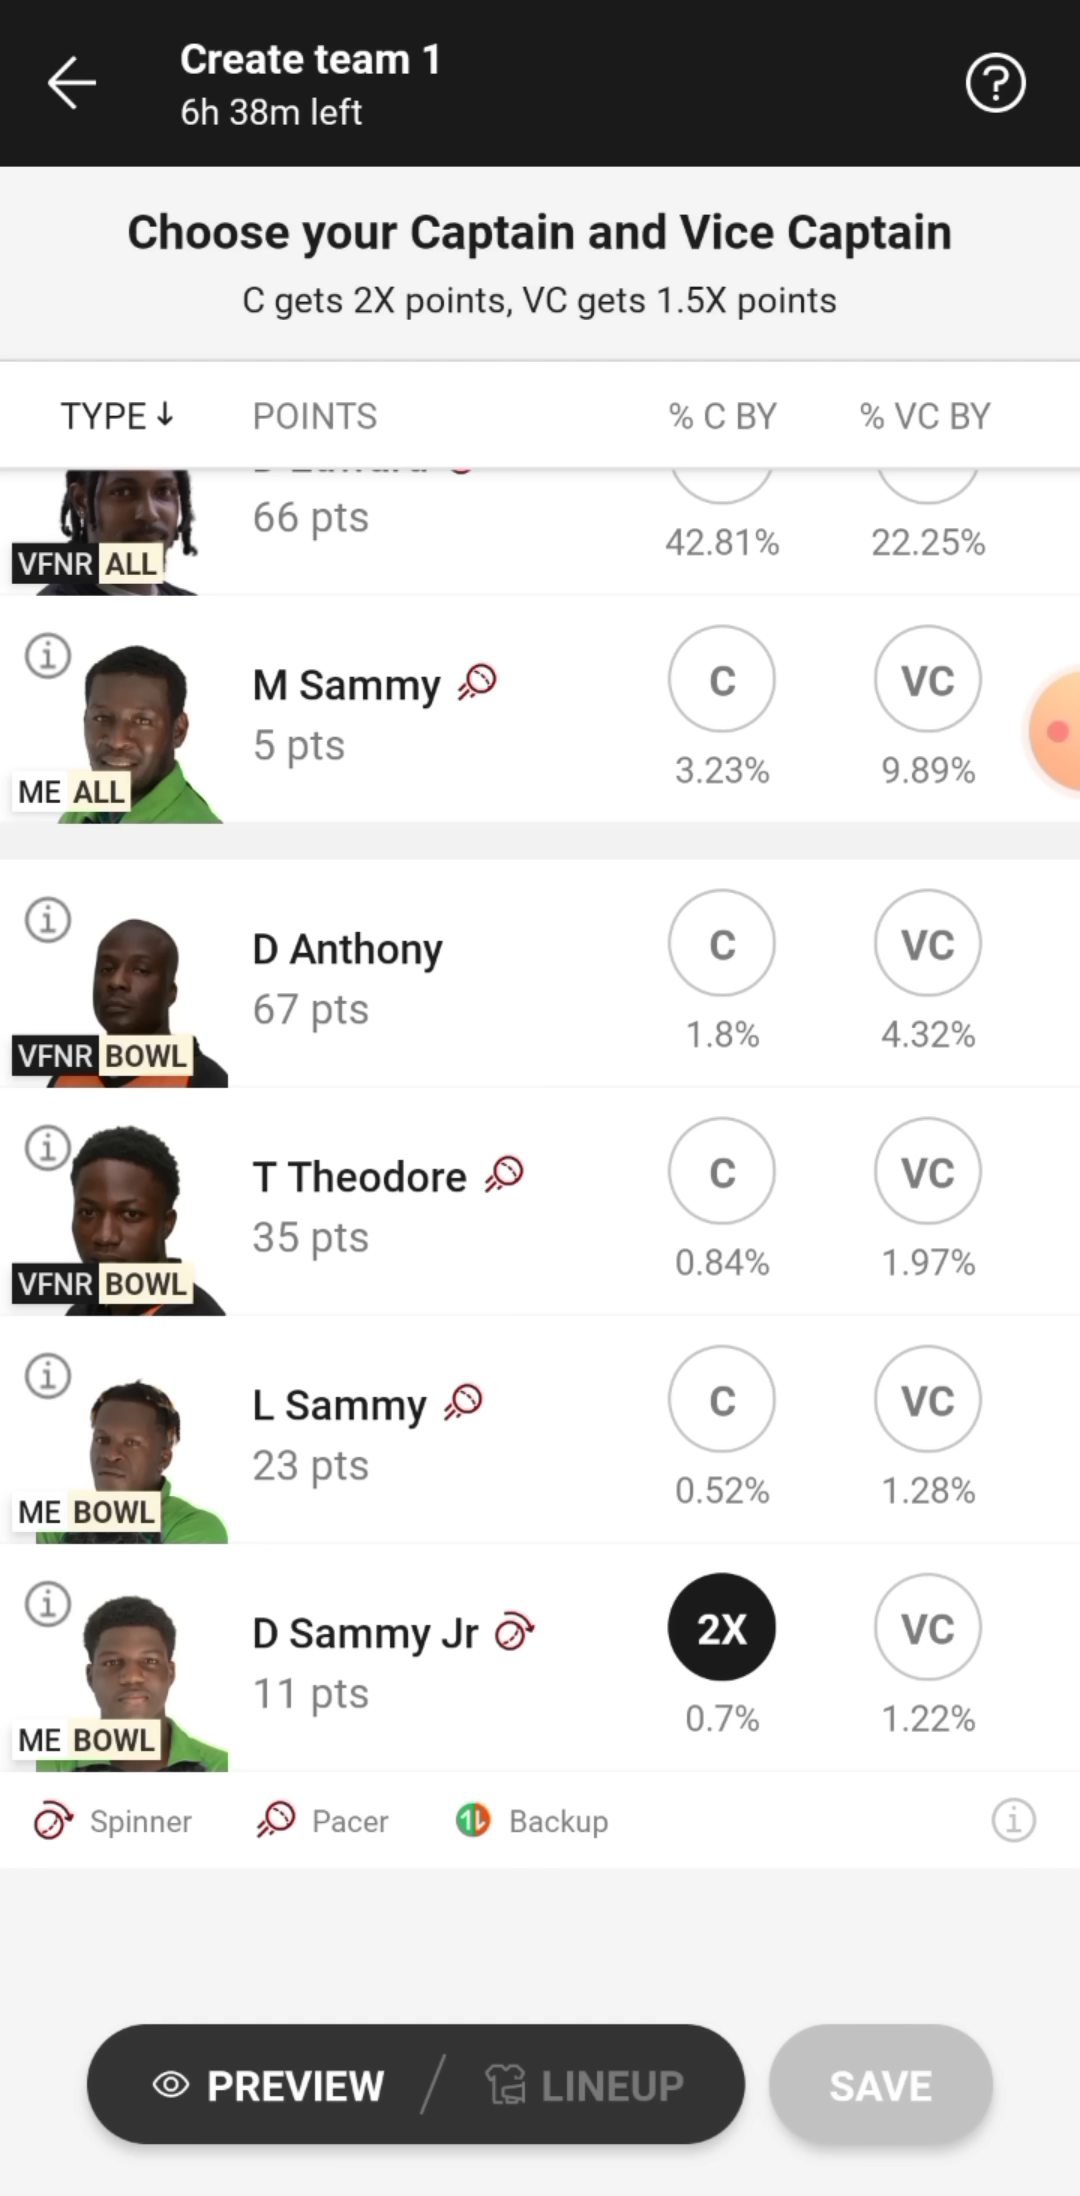 Create team 1
6h 38m left
Choose your Captain and Vice Captain
C gets 2X points, VC gets 1.5X points
TYPE POINTS % C BY % VC BY
66 pts
42.81% 22.25%
VFNR ALL
M Sammy C VC
5 pts
3.23% 9.89%
ME ALL
D Anthony C VC
67 pts
1.8% 4.32%
VFNR BOWL
T Theodore C VC
35 pts
0.84% 1.97%
VFNR BOWL
L Sammy C VC
23 pts
0.52% 1.28%
ME BOWL
D Sammy Jr 2X VC
11 pts
0.7% 1.22%
ME BOWL
Spinner Pacer Backup
PREVIEW / LINEUP SAVE